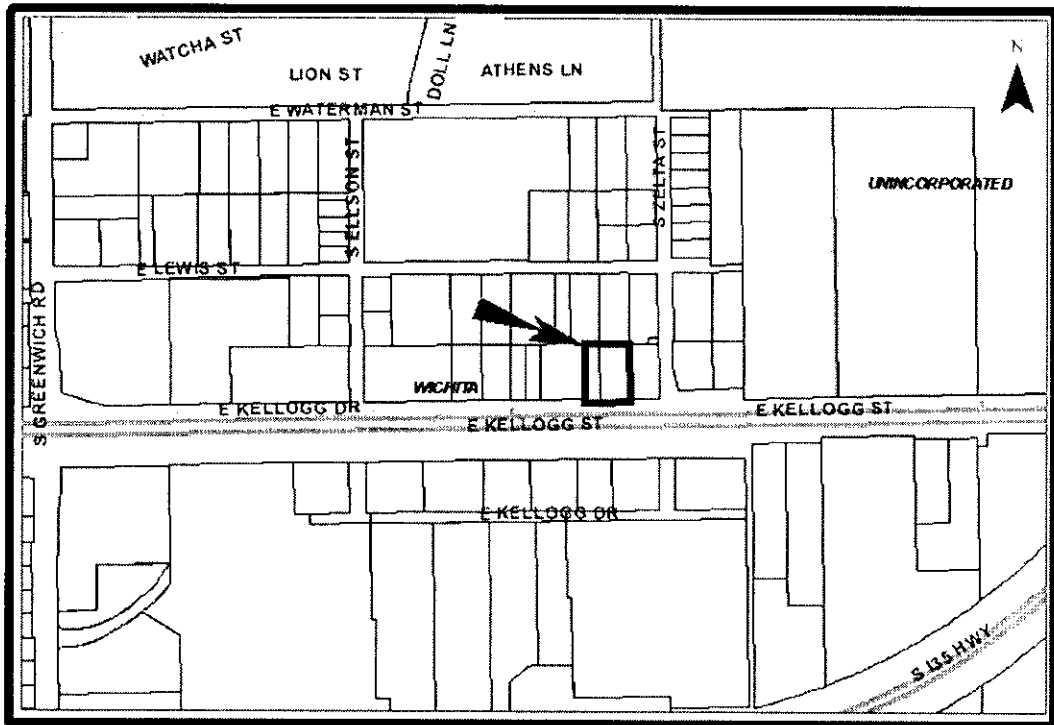 WATCHA ST
LION ST
DOLL LN
ATHENS LN
N
E WATERMAN ST
S ELLSON ST
S ZELTA ST
UNINCORPORATED
E LEWIS ST
S GREENWICH RD
WICHITA
E KELLOGG DR
E KELLOGG ST
E KELLOGG ST
E KELLOGG DR
S I35 HWY